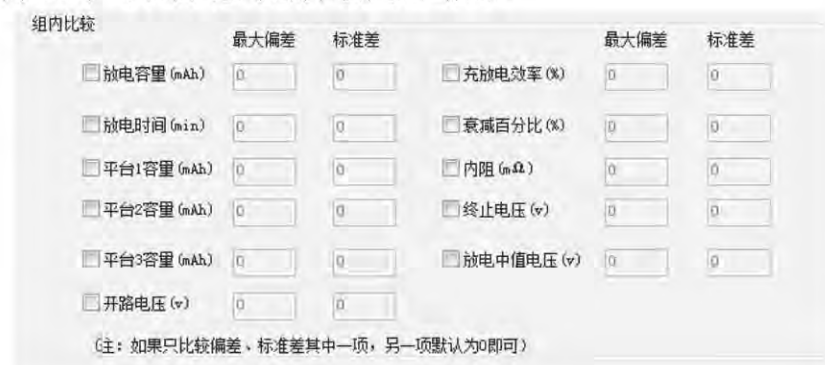 组内比较
最大偏差 标准差 最大偏差 标准差
放电容量(mAh) 0 0 充放电效率(%) 0 0
放电时间(min) 0 0 衰减百分比(%) 0 0
平台1容量(mAh) 0 0 内阻(mΩ) 0 0
平台2容量(mAh) 0 0 终止电压(v) 0 0
平台3容量(mAh) 0 0 放电中值电压(v) 0 0
开路电压(v) 0 0
(注:如果只比较偏差、标准差其中一项,另一项默认为0即可)